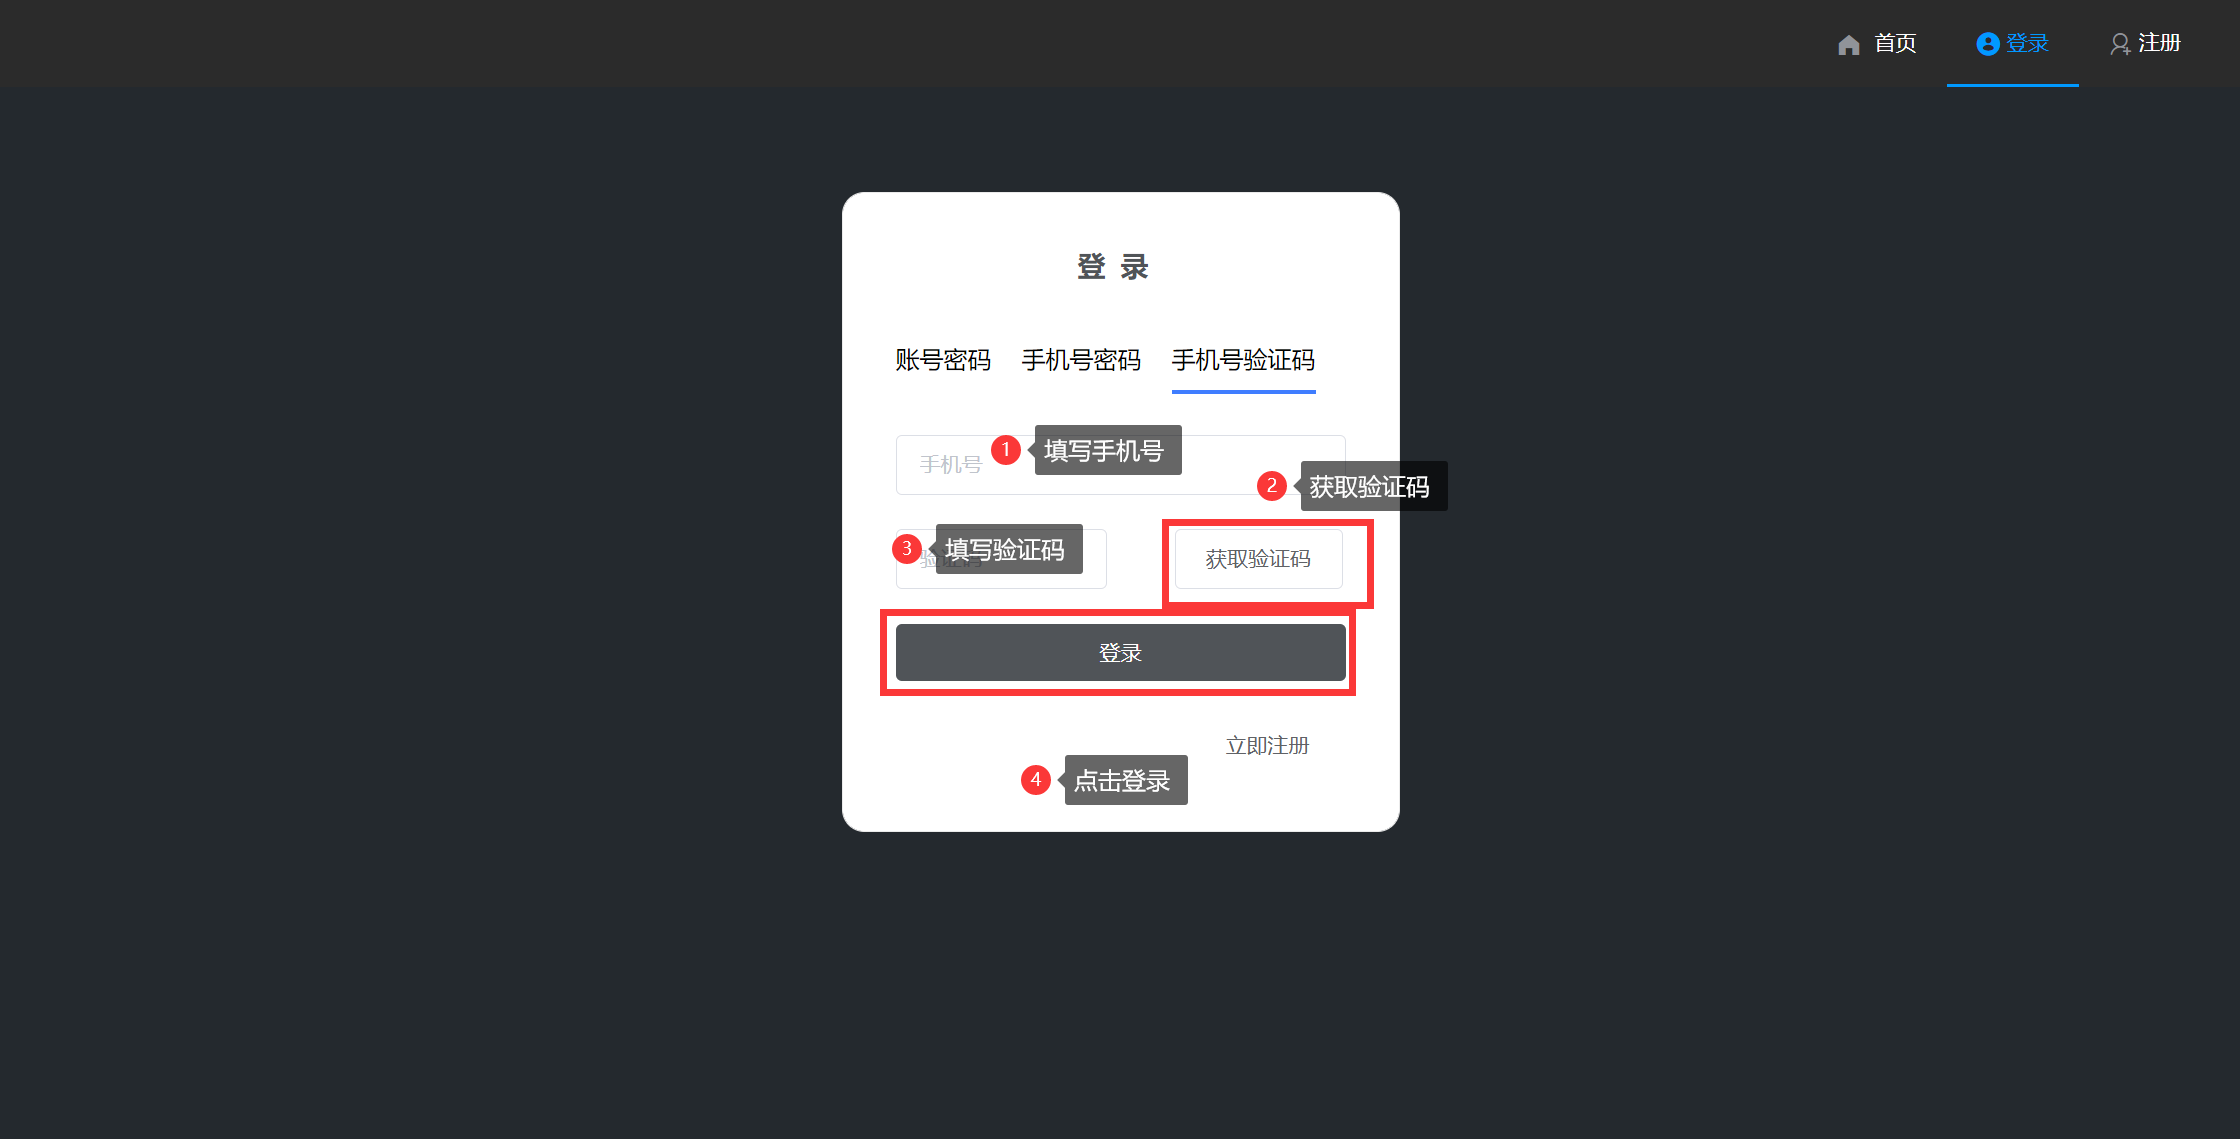 首页 登录 注册
登 录
账号密码 手机号密码 手机号验证码
手机号 1 填写手机号
2 获取验证码
3 验证码 填写验证码 获取验证码
登录
立即注册
4 点击登录